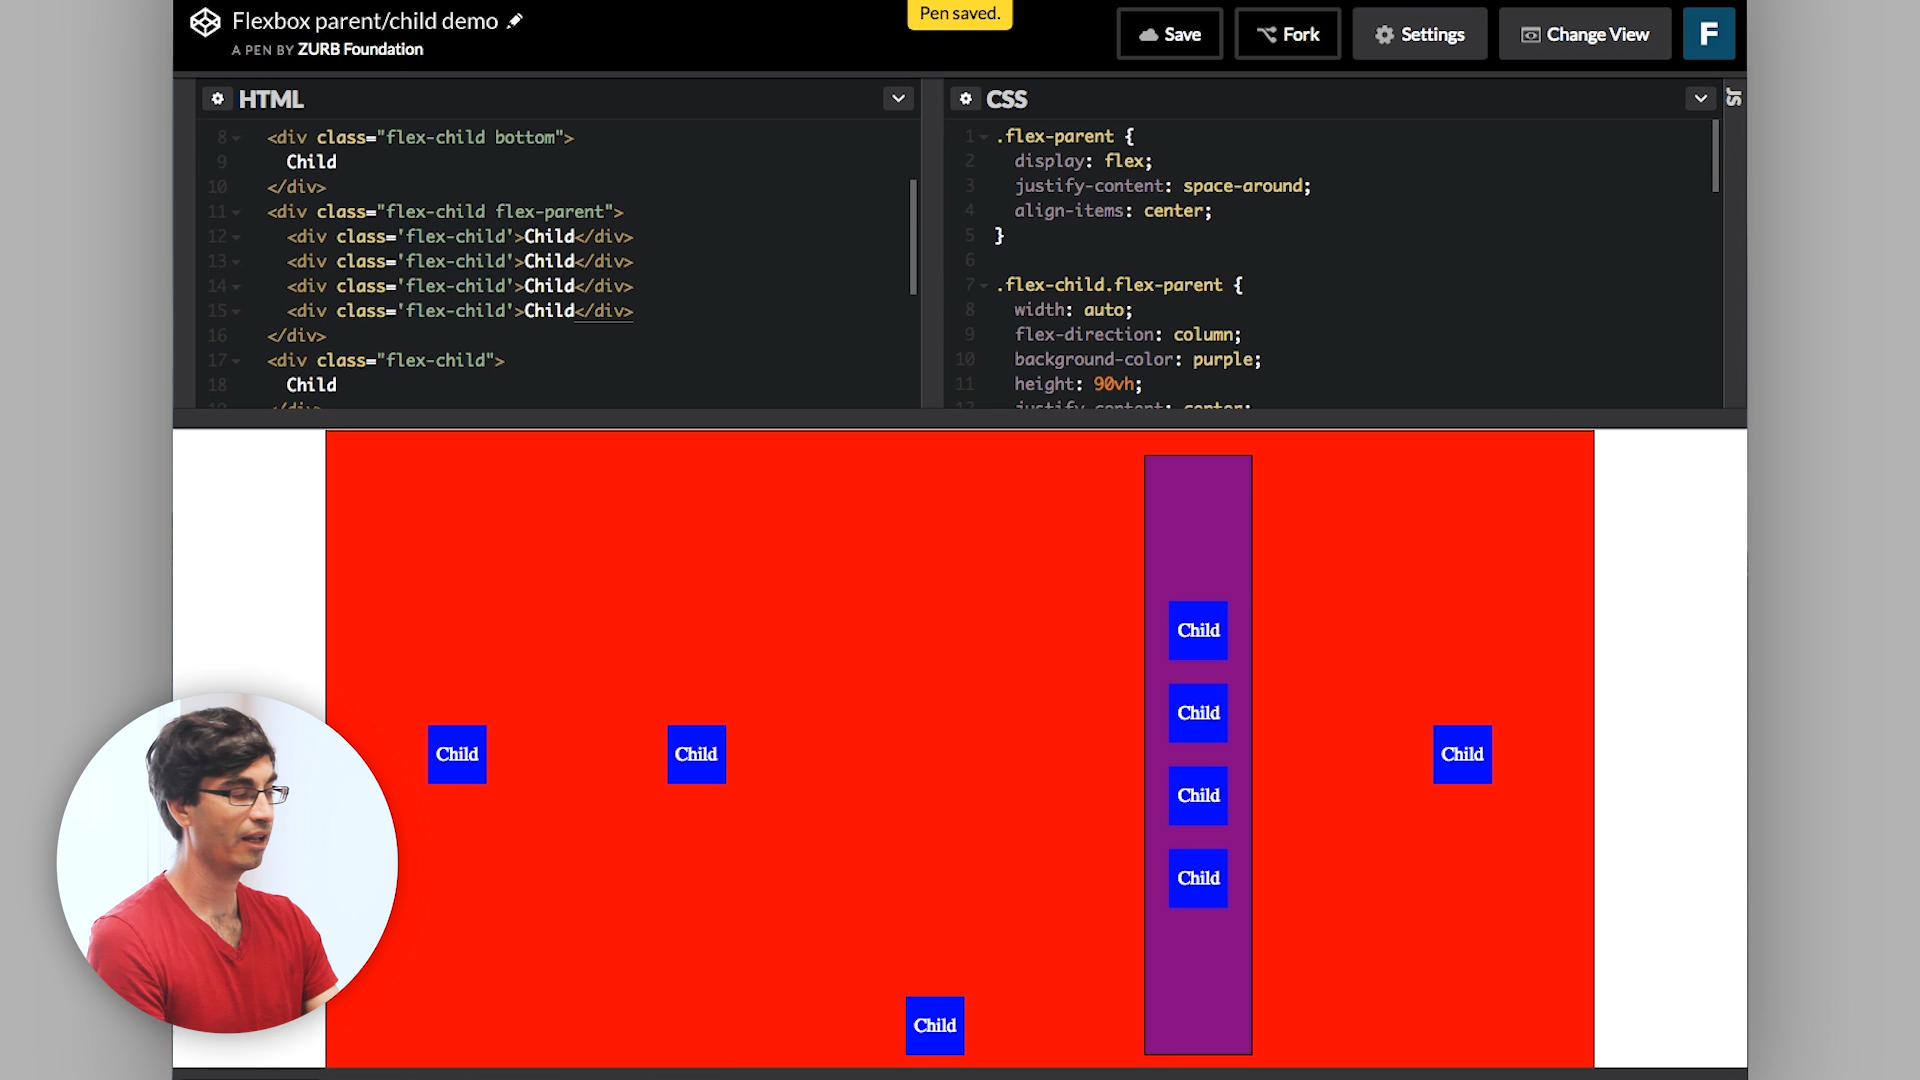 Flexbox parent/child demo
A PEN BY ZURB Foundation
Pen saved.
Save
Fork
Settings
Change View
F
HTML
8 <div class="flex-child bottom">
9 Child
10 </div>
11 <div class="flex-child flex-parent">
12 <div class='flex-child'>Child</div>
13 <div class='flex-child'>Child</div>
14 <div class='flex-child'>Child</div>
15 <div class='flex-child'>Child</div>
16 </div>
17 <div class="flex-child">
18 Child
CSS
1 .flex-parent {
2 display: flex;
3 justify-content: space-around;
4 align-items: center;
5 }
6
7 .flex-child.flex-parent {
8 width: auto;
9 flex-direction: column;
10 background-color: purple;
11 height: 90vh;
12 justify-content: center;
JS
Child
Child
Child
Child
Child
Child
Child
Child